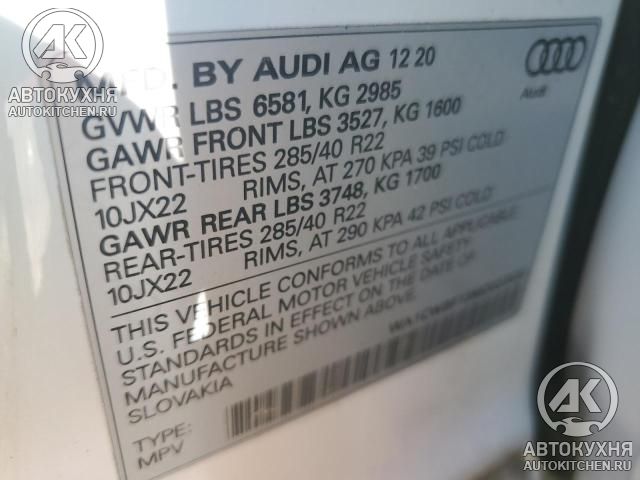 MFD. BY AUDI AG 12 20
GVWR LBS 6581, KG 2985
GAWR FRONT LBS 3527, KG 1600
FRONT-TIRES 285/40 R22
10JX22 RIMS, AT 270 KPA 39 PSI COLD
GAWR REAR LBS 3748, KG 1700
REAR-TIRES 285/40 R22
10JX22 RIMS, AT 290 KPA 42 PSI COLD
THIS VEHICLE CONFORMS TO ALL APPLICABLE
U.S. FEDERAL MOTOR VEHICLE SAFETY
STANDARDS IN EFFECT ON THE DATE OF
MANUFACTURE SHOWN ABOVE.
SLOVAKIA
TYPE:
MPV
Audi
АК
АВТОКУХНЯ
AUTOKITCHEN.RU
АК
АВТОКУХНЯ
AUTOKITCHEN.RU